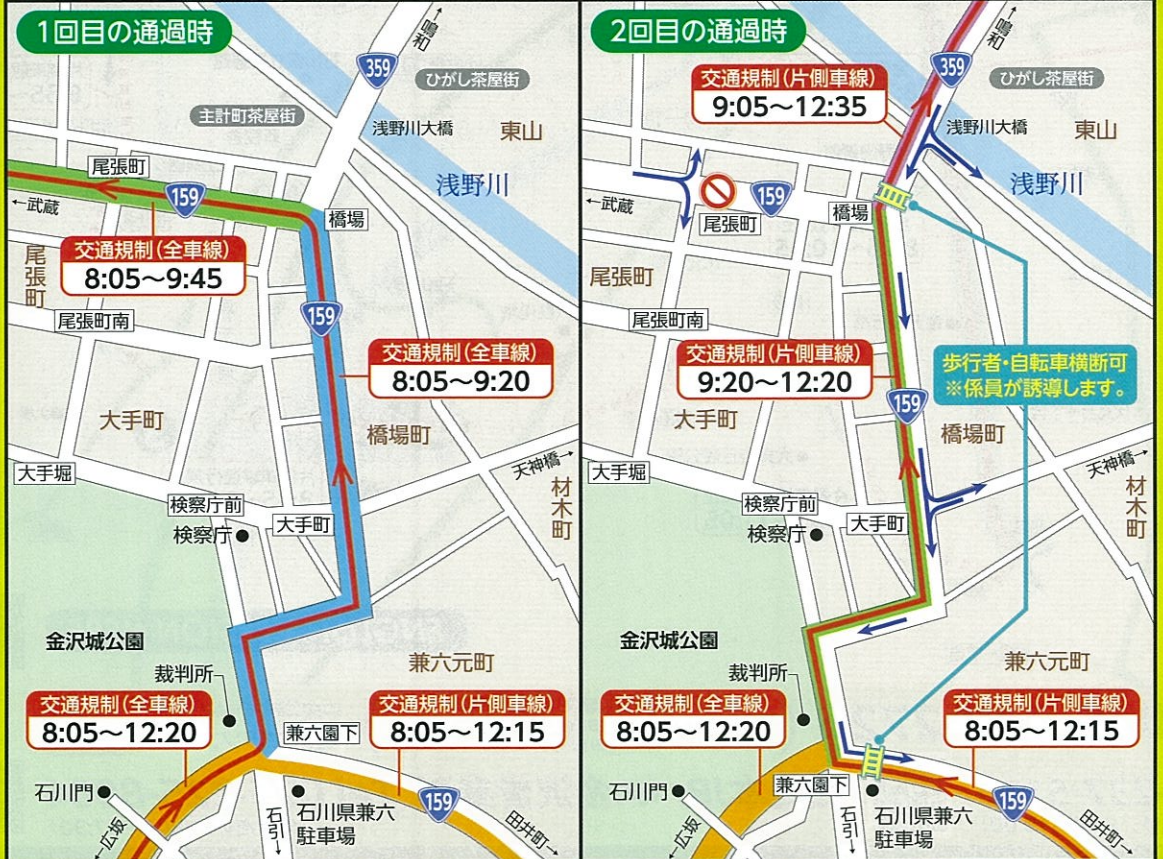 1回目の通過時
↑鳴和
359
ひがし茶屋街
主計町茶屋街
浅野川大橋
東山
尾張町
159
浅野川
←武蔵
橋場
交通規制(全車線)
8:05～9:45
尾張町
159
尾張町南
交通規制(全車線)
8:05～9:20
大手町
橋場町
大手堀
天神橋→
検察庁前
材木町
検察庁
大手町
金沢城公園
兼六元町
裁判所
交通規制(全車線)
8:05～12:20
交通規制(片側車線)
8:05～12:15
兼六園下
石川門
石川県兼六
駐車場
159
←広坂
石引↓
田井町→
2回目の通過時
↑鳴和
359
交通規制(片側車線)
9:05～12:35
ひがし茶屋街
浅野川大橋
東山
159
浅野川
←武蔵
尾張町
橋場
尾張町
尾張町南
交通規制(片側車線)
9:20～12:20
歩行者・自転車横断可
※係員が誘導します。
159
大手町
橋場町
大手堀
天神橋→
検察庁前
材木町
検察庁
大手町
金沢城公園
兼六元町
裁判所
交通規制(全車線)
8:05～12:20
交通規制(片側車線)
8:05～12:15
兼六園下
石川門
石川県兼六
駐車場
159
←広坂
石引↓
田井町→